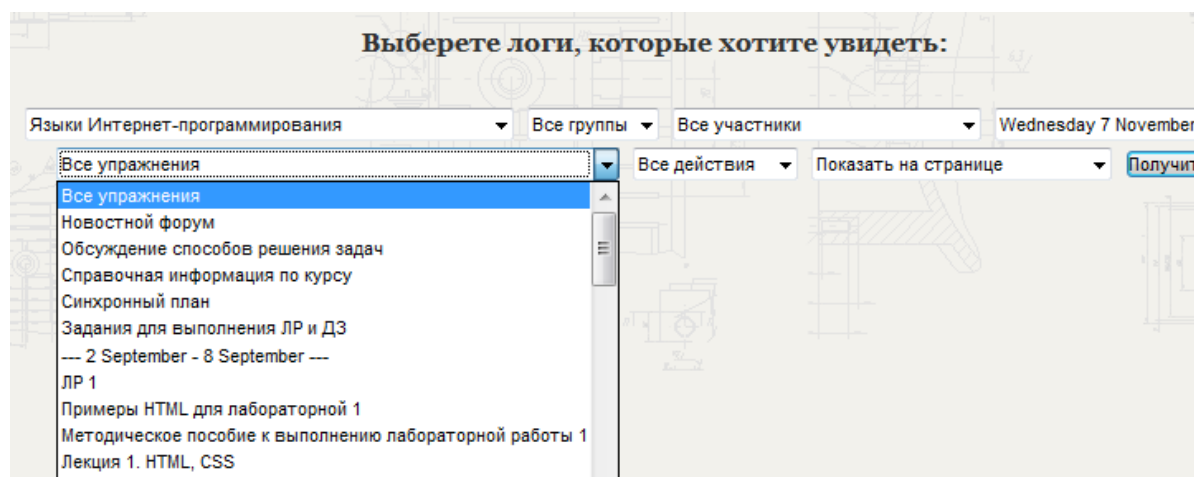 Выберете логи, которые хотите увидеть:
Языки Интернет-программирования Все группы Все участники Wednesday 7 November
Все упражнения Все действия Показать на странице
Все упражнения
Новостной форум
Обсуждение способов решения задач
Справочная информация по курсу
Синхронный план
Задания для выполнения ЛР и ДЗ
--- 2 September - 8 September ---
ЛР 1
Примеры HTML для лабораторной 1
Методическое пособие к выполнению лабораторной работы 1
Лекция 1. HTML, CSS